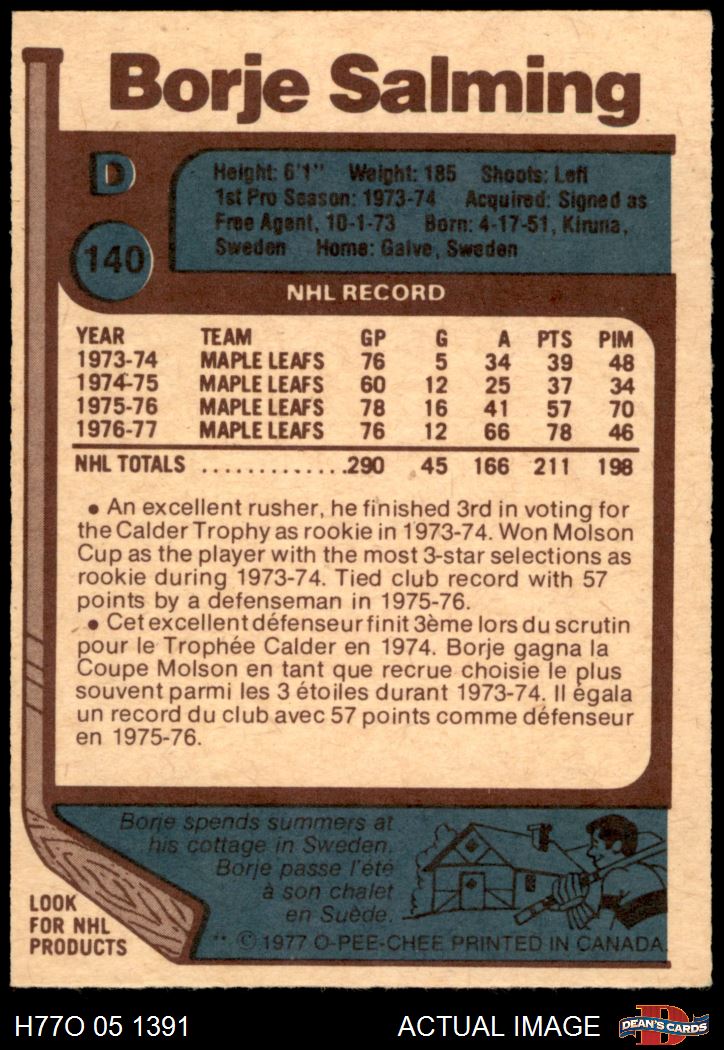 Borje Salming
D
140
Height: 6'1" Weight: 185 Shoots: Left
1st Pro Season: 1973-74 Acquired: Signed as
Free Agent, 10-1-73 Born: 4-17-51, Kiruna,
Sweden Home: Galve, Sweden
NHL RECORD
YEAR TEAM GP G A PTS PIM
1973-74 MAPLE LEAFS 76 5 34 39 48
1974-75 MAPLE LEAFS 60 12 25 37 34
1975-76 MAPLE LEAFS 78 16 41 57 70
1976-77 MAPLE LEAFS 76 12 66 78 46
NHL TOTALS .............290 45 166 211 198
• An excellent rusher, he finished 3rd in voting for
the Calder Trophy as rookie in 1973-74. Won Molson
Cup as the player with the most 3-star selections as
rookie during 1973-74. Tied club record with 57
points by a defenseman in 1975-76.
• Cet excellent défenseur finit 3ème lors du scrutin
pour le Trophée Calder en 1974. Borje gagna la
Coupe Molson en tant que recrue choisie le plus
souvent parmi les 3 étoiles durant 1973-74. Il égala
un record du club avec 57 points comme défenseur
en 1975-76.
Borje spends summers at
his cottage in Sweden.
Borje passe l'été
à son chalet
en Suède.
LOOK
FOR NHL
PRODUCTS
** © 1977 O-PEE-CHEE PRINTED IN CANADA
H77O 05 1391
ACTUAL IMAGE
D
DEAN'S CARDS